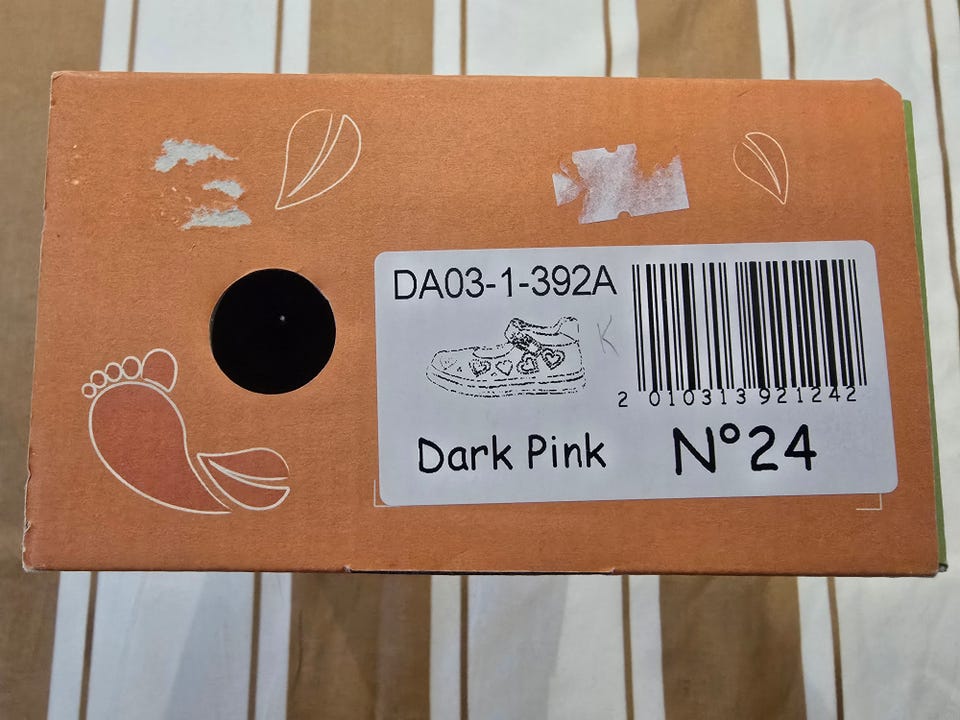 DA03-1-392A
K
2 010313 921242
Dark Pink
N°24